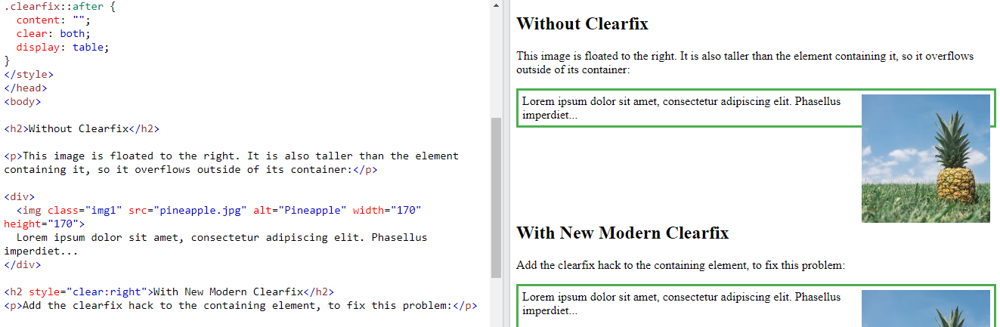 .clearfix::after {
  content: "";
  clear: both;
  display: table;
}
</style>
</head>
<body>
<h2>Without Clearfix</h2>
<p>This image is floated to the right. It is also taller than the element
containing it, so it overflows outside of its container:</p>
<div>
  <img class="img1" src="pineapple.jpg" alt="Pineapple" width="170"
height="170">
  Lorem ipsum dolor sit amet, consectetur adipiscing elit. Phasellus
imperdiet...
</div>
<h2 style="clear:right">With New Modern Clearfix</h2>
<p>Add the clearfix hack to the containing element, to fix this problem:</p>
Without Clearfix
This image is floated to the right. It is also taller than the element containing it, so it overflows
outside of its container:
Lorem ipsum dolor sit amet, consectetur adipiscing elit. Phasellus
imperdiet...
With New Modern Clearfix
Add the clearfix hack to the containing element, to fix this problem:
Lorem ipsum dolor sit amet, consectetur adipiscing elit. Phasellus
imperdiet...